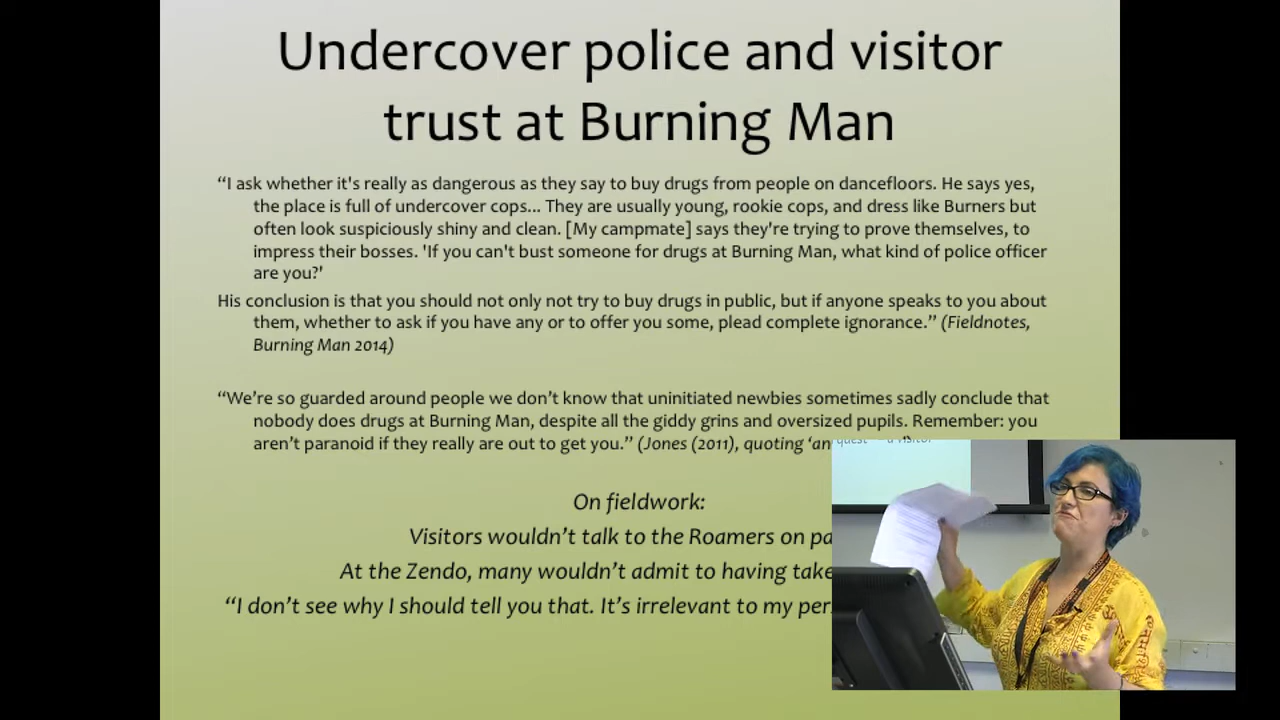 Undercover police and visitor
trust at Burning Man
“I ask whether it's really as dangerous as they say to buy drugs from people on dancefloors. He says yes,
the place is full of undercover cops... They are usually young, rookie cops, and dress like Burners but
often look suspiciously shiny and clean. [My campmate] says they're trying to prove themselves, to
impress their bosses. 'If you can't bust someone for drugs at Burning Man, what kind of police officer
are you?'
His conclusion is that you should not only not try to buy drugs in public, but if anyone speaks to you about
them, whether to ask if you have any or to offer you some, plead complete ignorance.” (Fieldnotes,
Burning Man 2014)
“We’re so guarded around people we don’t know that uninitiated newbies sometimes sadly conclude that
nobody does drugs at Burning Man, despite all the giddy grins and oversized pupils. Remember: you
aren’t paranoid if they really are out to get you.” (Jones (2011), quoting ‘an
On fieldwork:
Visitors wouldn’t talk to the Roamers on pa
At the Zendo, many wouldn’t admit to having take
“I don’t see why I should tell you that. It’s irrelevant to my per